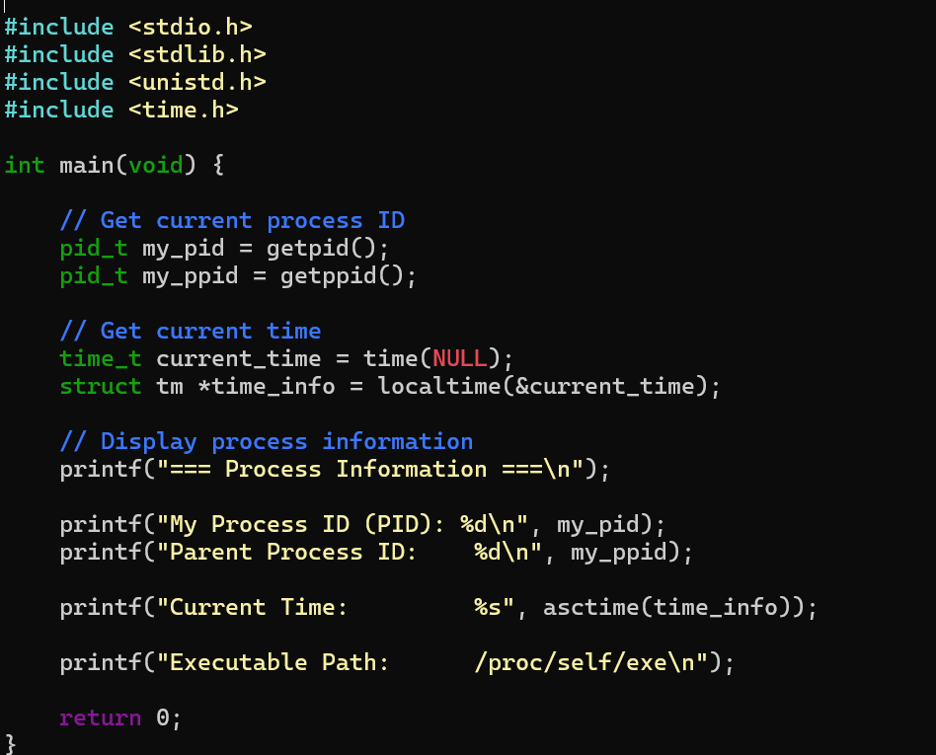 #include <stdio.h>
#include <stdlib.h>
#include <unistd.h>
#include <time.h>

int main(void) {

    // Get current process ID
    pid_t my_pid = getpid();
    pid_t my_ppid = getppid();

    // Get current time
    time_t current_time = time(NULL);
    struct tm *time_info = localtime(&current_time);

    // Display process information
    printf("=== Process Information ===\n");

    printf("My Process ID (PID): %d\n", my_pid);
    printf("Parent Process ID:    %d\n", my_ppid);

    printf("Current Time:         %s", asctime(time_info));

    printf("Executable Path:      /proc/self/exe\n");

    return 0;
}